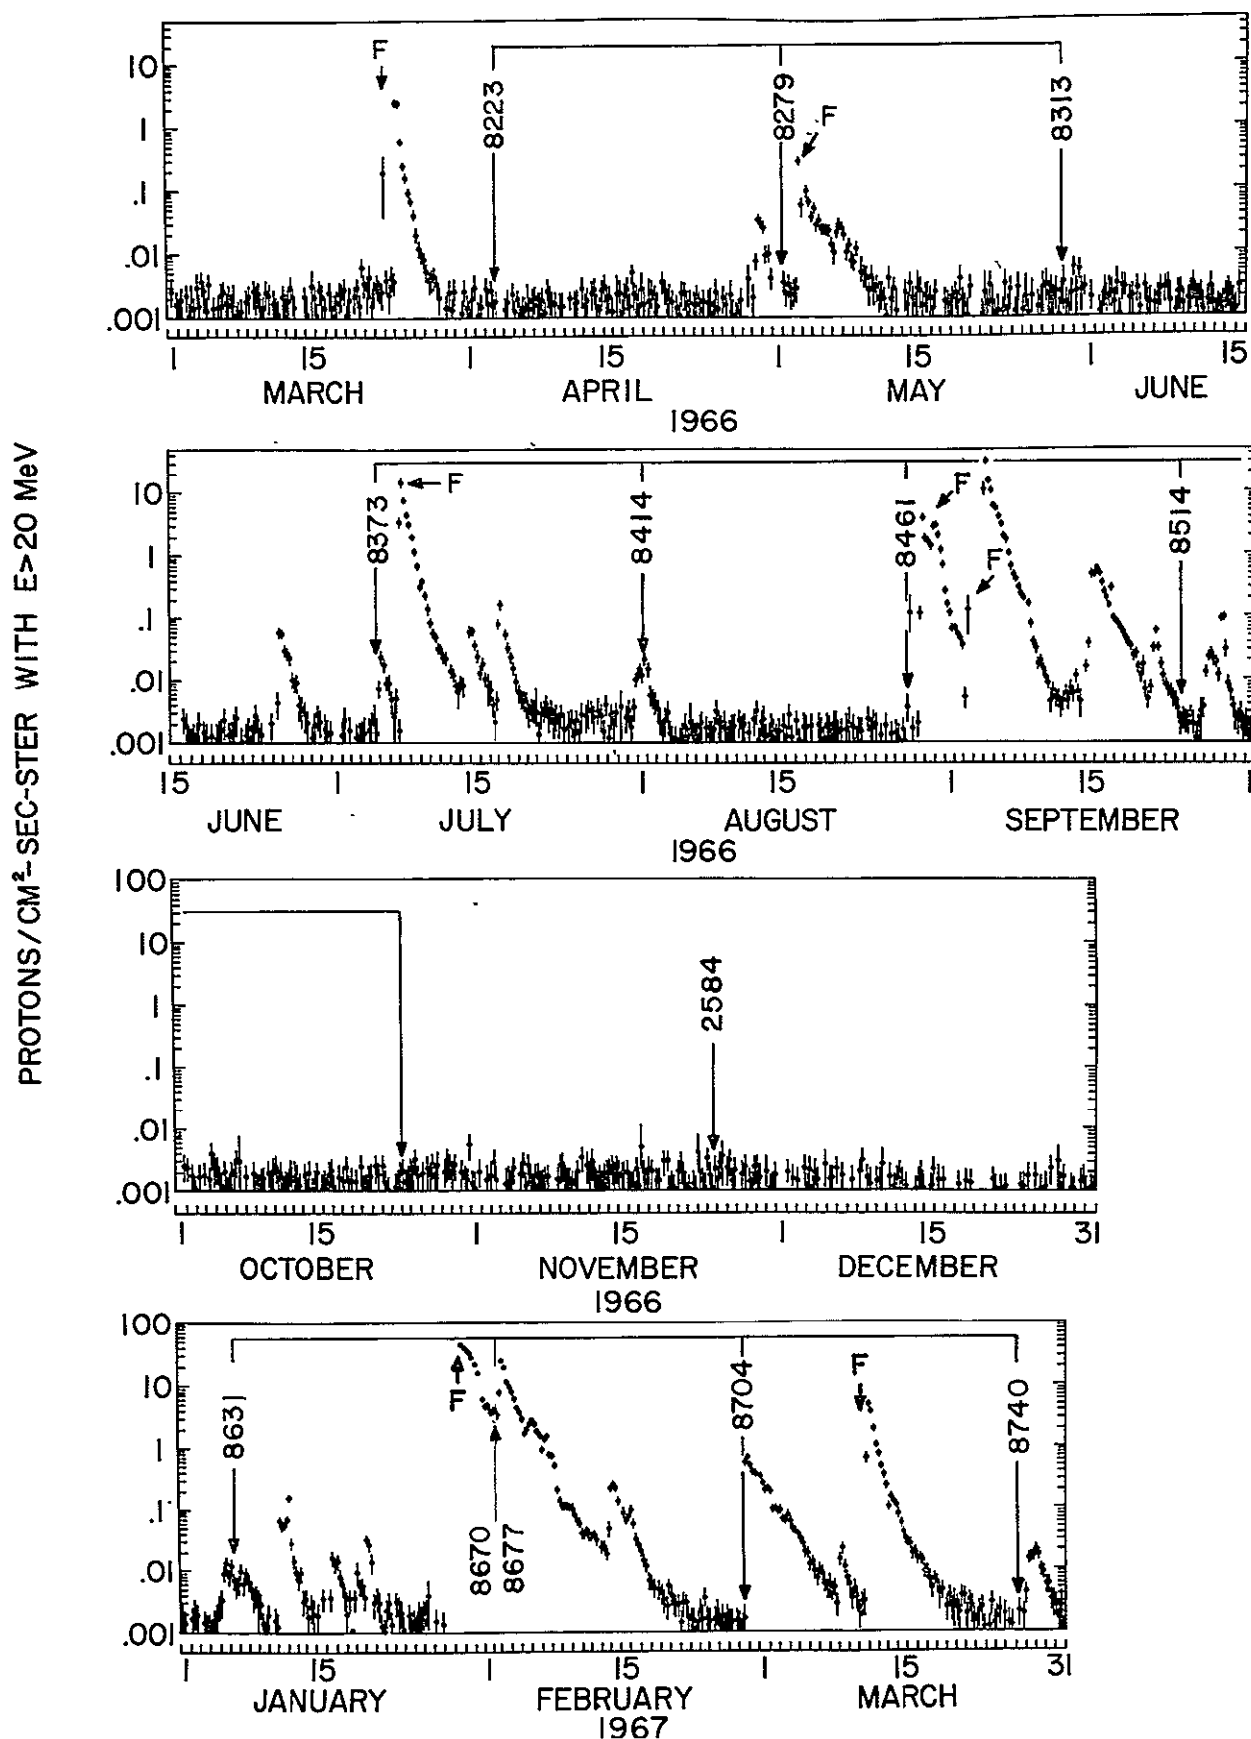 PROTONS/CM²-SEC-STER WITH E>20 MeV
10
1
.1
.01
.001
F
8223
8279
F
8313
1 15 1 15 1 15 1 15
MARCH APRIL MAY JUNE
1966
10
1
.1
.01
.001
8373
F
8414
8461
F
F
8514
15 1 15 1 15 1 15 1
JUNE JULY AUGUST SEPTEMBER
1966
100
10
1
.1
.01
.001
2584
1 15 1 15 1 15 31
OCTOBER NOVEMBER DECEMBER
1966
100
10
1
.1
.01
.001
8631
F
8670
8677
8704
F
8740
1 15 1 15 1 15 31
JANUARY FEBRUARY MARCH
1967